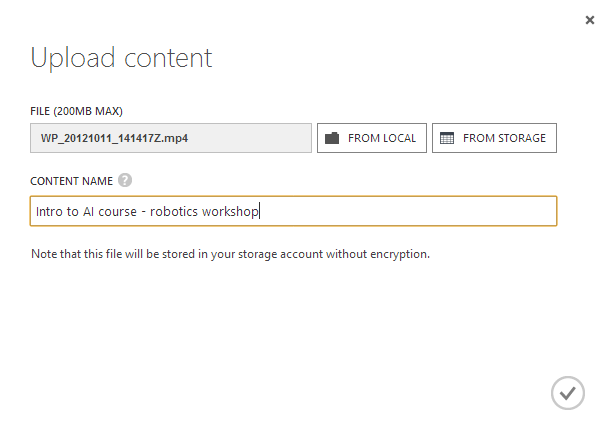 Upload content
FILE (200MB MAX)
WP_20121011_141417Z.mp4
FROM LOCAL
FROM STORAGE
CONTENT NAME ?
Intro to AI course - robotics workshop
Note that this file will be stored in your storage account without encryption.